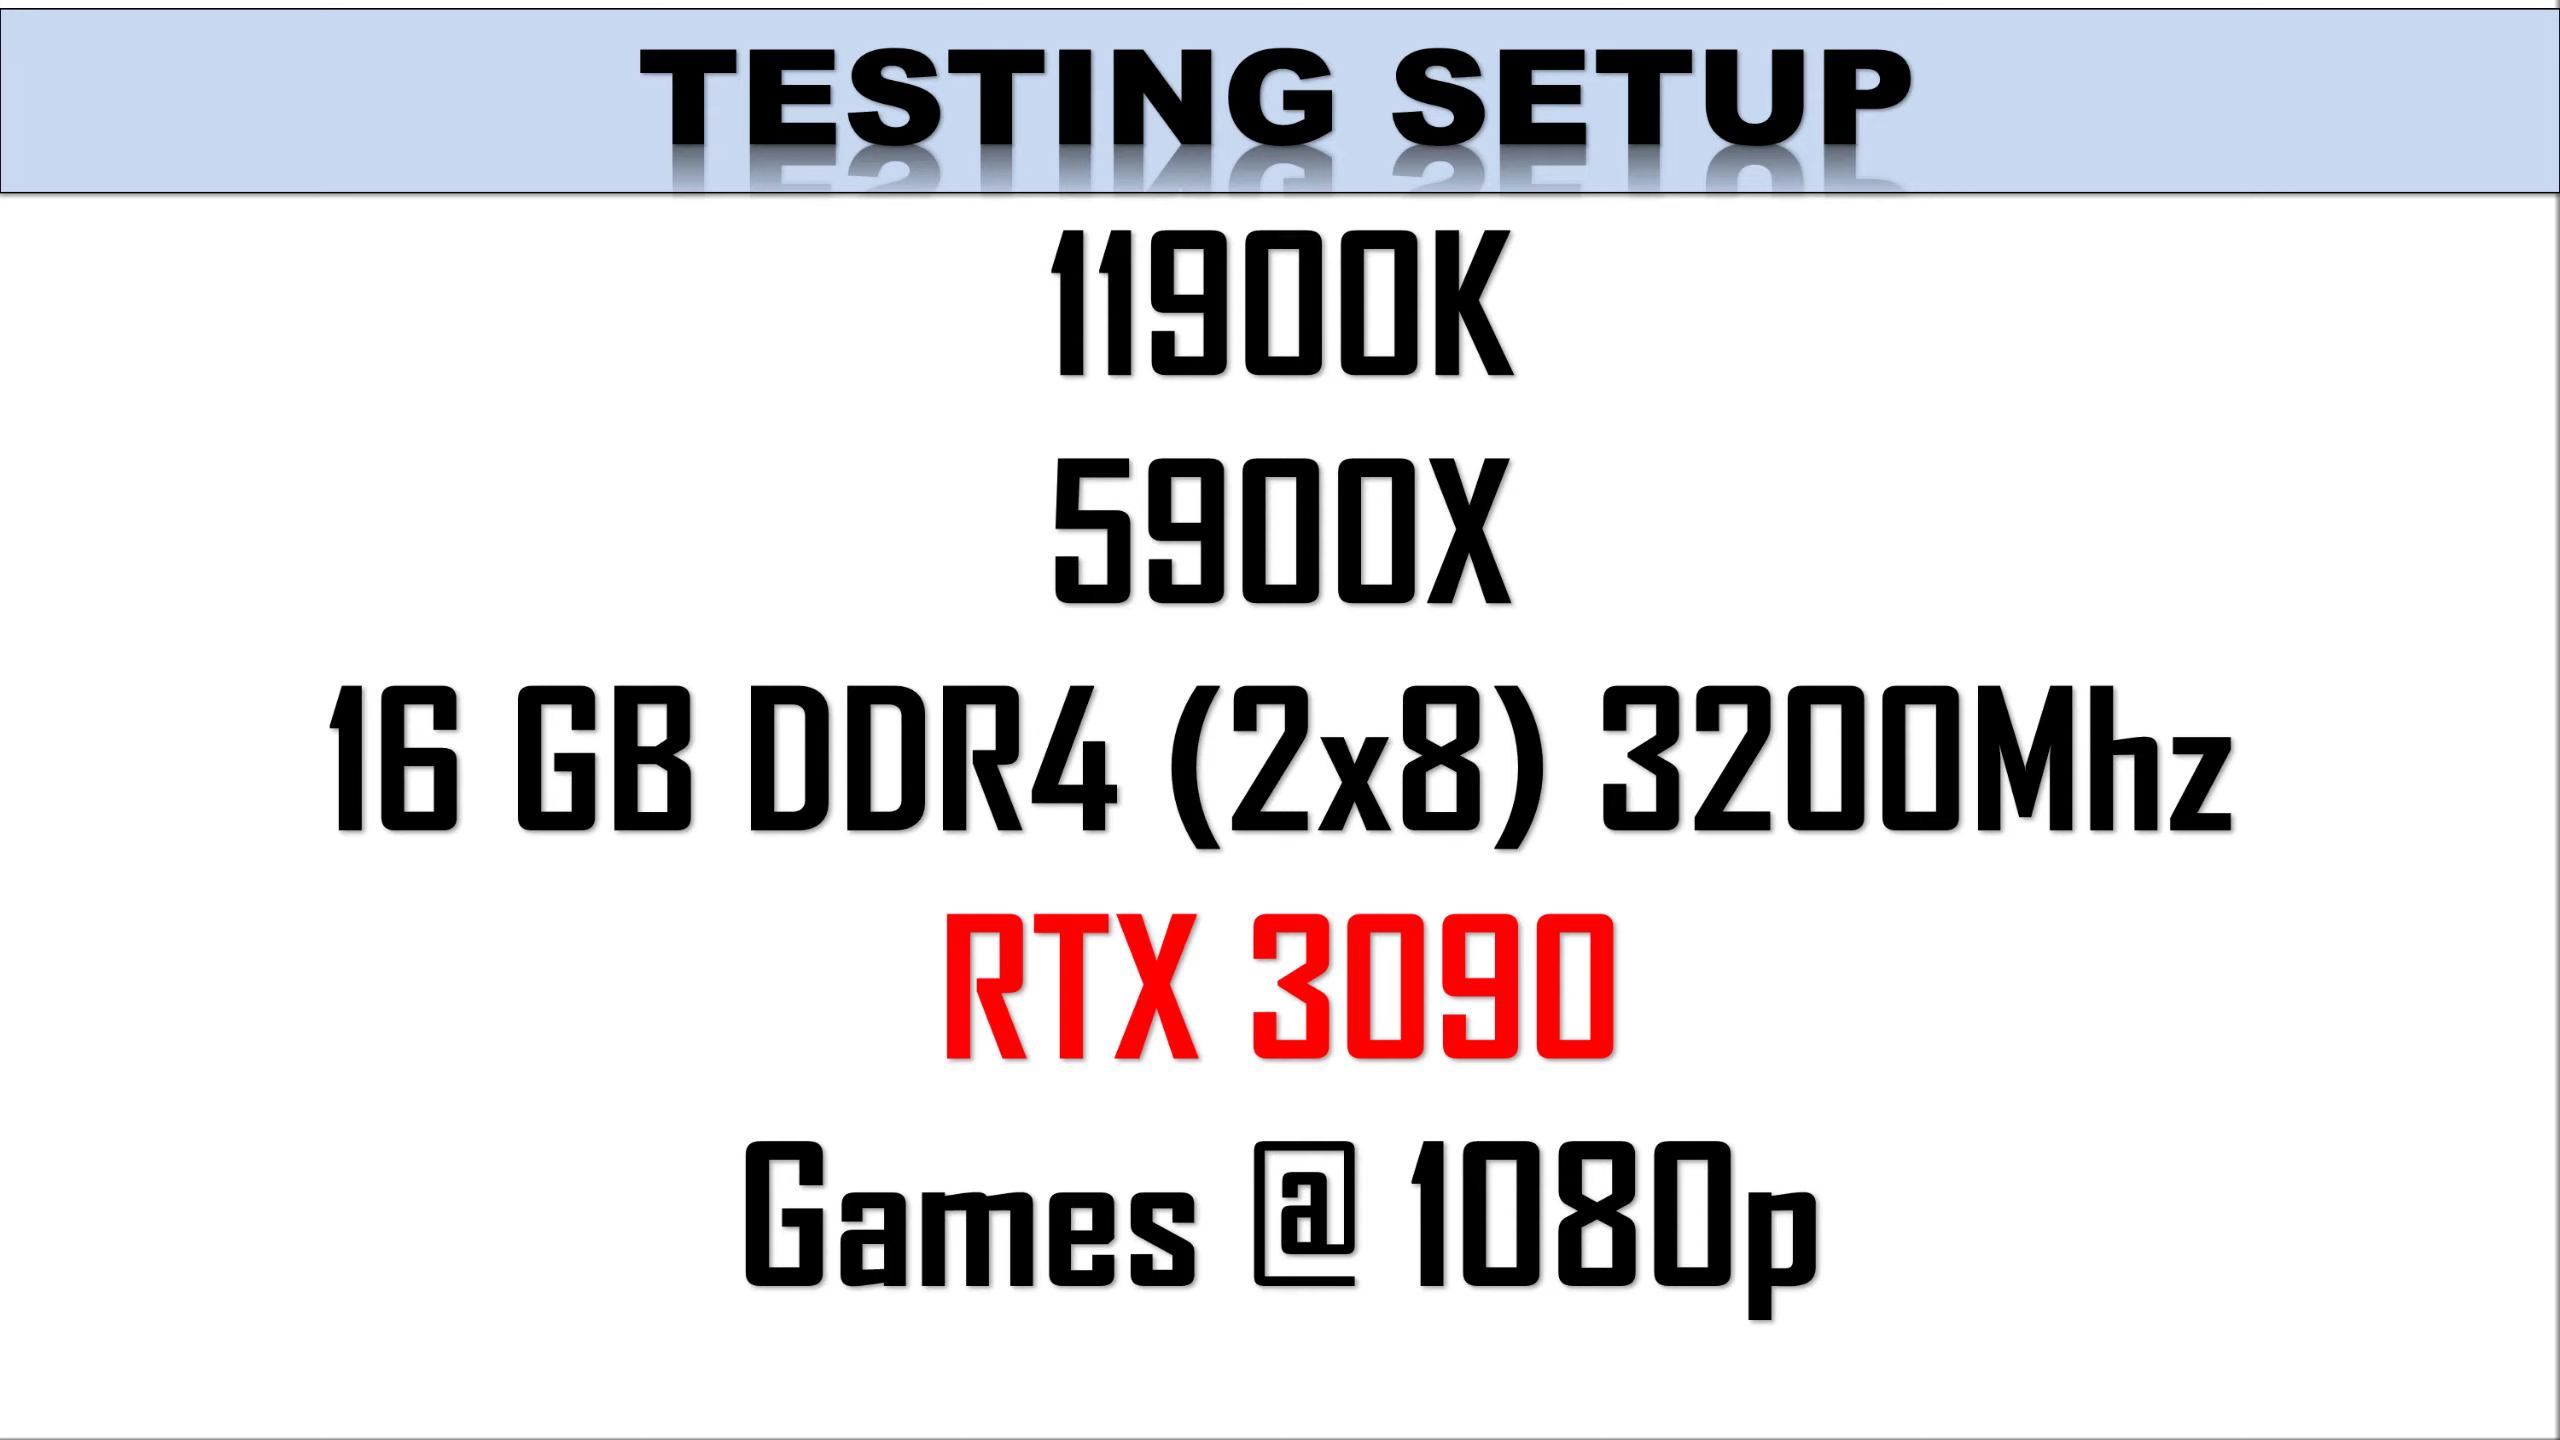 TESTING SETUP
11900K
5900X
16 GB DDR4 (2x8) 3200Mhz
RTX 3090
Games @ 1080p